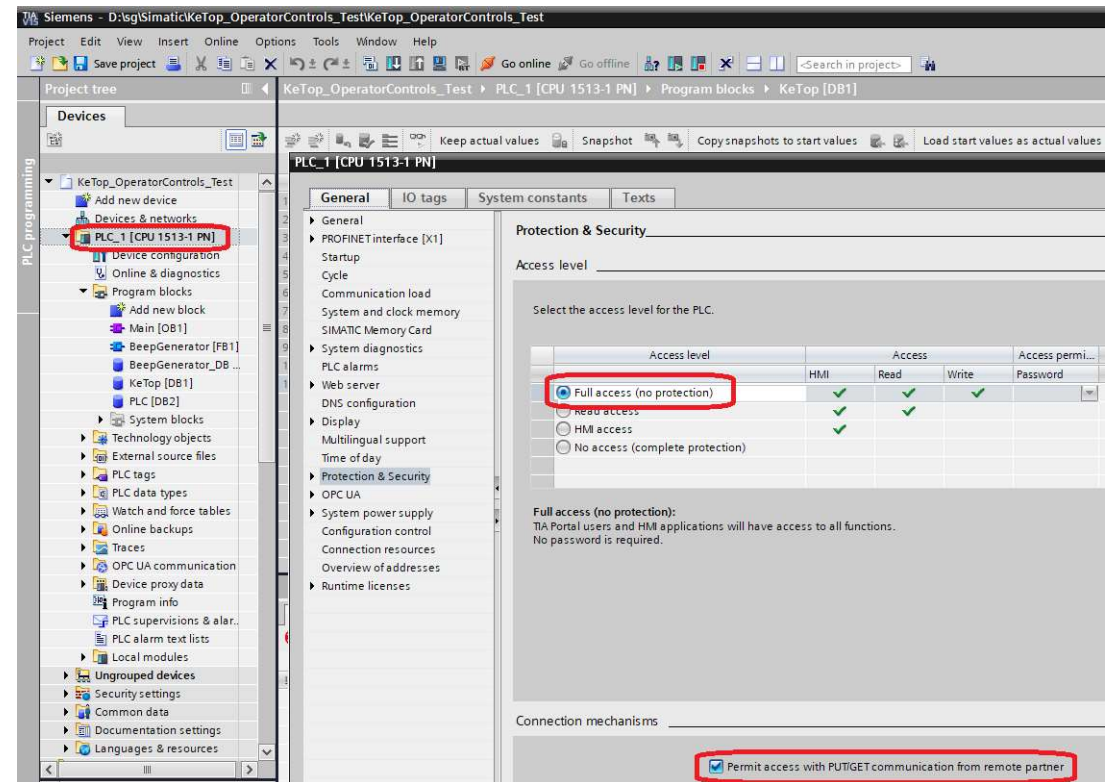 Siemens - D:\sg\Simatic\KeTop_OperatorControls_Test\KeTop_OperatorControls_Test
Project Edit View Insert Online Options Tools Window Help
Save project Go online Go offline <Search in project>
Project tree
KeTop_OperatorControls_Test PLC_1 [CPU 1513-1 PN] Program blocks KeTop [DB1]
Devices
Keep actual values Snapshot Copy snapshots to start values Load start values as actual values
PLC programming
PLC_1 [CPU 1513-1 PN]
General IO tags System constants Texts
KeTop_OperatorControls_Test
Add new device
Devices & networks
PLC_1 [CPU 1513-1 PN]
Device configuration
Online & diagnostics
Program blocks
Add new block
Main [OB1]
BeepGenerator [FB1]
BeepGenerator_DB ...
KeTop [DB1]
PLC [DB2]
System blocks
Technology objects
External source files
PLC tags
PLC data types
Watch and force tables
Online backups
Traces
OPC UA communication
Device proxy data
Program info
PLC supervisions & alar..
PLC alarm text lists
Local modules
Ungrouped devices
Security settings
Common data
Documentation settings
Languages & resources
General
PROFINET interface [X1]
Startup
Cycle
Communication load
System and clock memory
SIMATIC Memory Card
System diagnostics
PLC alarms
Web server
DNS configuration
Display
Multilingual support
Time of day
Protection & Security
OPC UA
System power supply
Configuration control
Connection resources
Overview of addresses
Runtime licenses
Protection & Security
Access level
Select the access level for the PLC.
Access level Access Access permi...
HMI Read Write Password
Full access (no protection)
Read access
HMI access
No access (complete protection)
Full access (no protection):
TIA Portal users and HMI applications will have access to all functions.
No password is required.
Connection mechanisms
Permit access with PUT/GET communication from remote partner